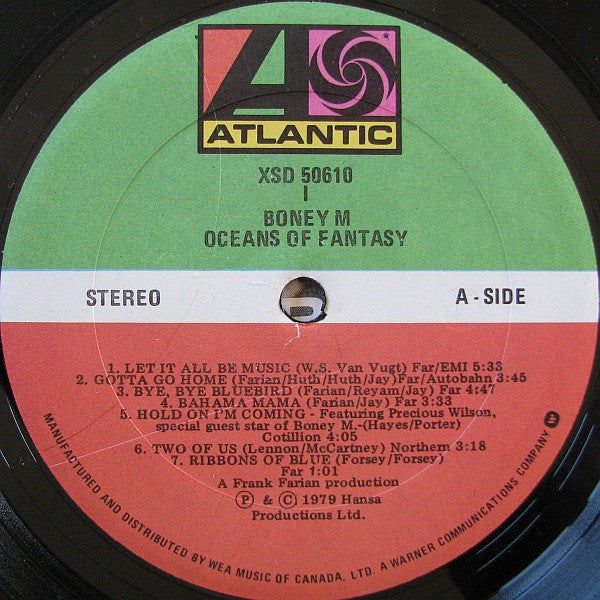 ATLANTIC
XSD 50610
I
BONEY M
OCEANS OF FANTASY
STEREO
A - SIDE
1. LET IT ALL BE MUSIC (W.S. Van Vugt) Far/EMI 5:33
2. GOTTA GO HOME (Farian/Huth/Huth/Jay)Far/Autobahn 3:45
3. BYE, BYE BLUEBIRD (Farian/Reyam/Jay) Far 4:47
4. BAHAMA MAMA (Farian/Jay) Far 3:33
5. HOLD ON I'M COMING - Featuring Precious Wilson,
special guest star of Boney M.-(Hayes/Porter)
Cotillion 4:05
6. TWO OF US (Lennon/McCartney) Northern 3:18
7. RIBBONS OF BLUE (Forsey/Forsey)
Far 1:01
A Frank Farian production
Ⓟ & Ⓒ 1979 Hansa
Productions Ltd.
MANUFACTURED AND DISTRIBUTED BY WEA MUSIC OF CANADA, LTD. A WARNER COMMUNICATIONS COMPANY